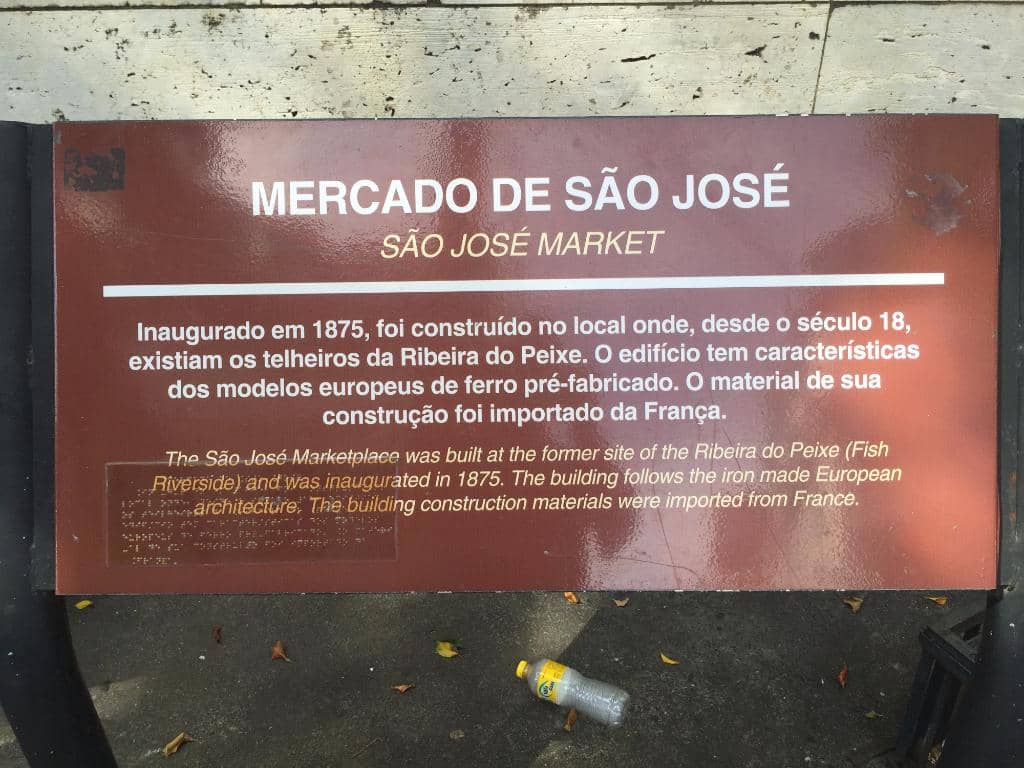 MERCADO DE SÃO JOSÉ
SÃO JOSÉ MARKET
Inaugurado em 1875, foi construído no local onde, desde o século 18,
existiam os telheiros da Ribeira do Peixe. O edifício tem características
dos modelos europeus de ferro pré-fabricado. O material de sua
construção foi importado da França.
The São José Marketplace was built at the former site of the Ribeira do Peixe (Fish
Riverside) and was inaugurated in 1875. The building follows the iron made European
architecture. The building construction materials were imported from France.